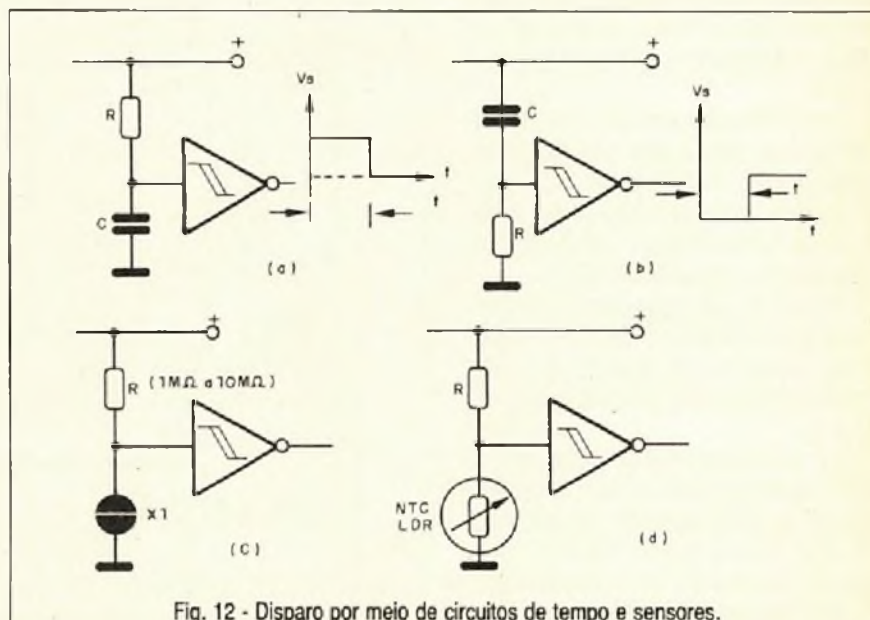 +
+
Vs
Vs
R
C
t
t
C
R
t
t
(a)
(b)
+
+
R (1MΩ a 10MΩ)
R
X1
NTC
LDR
(C)
(d)
Fig. 12 - Disparo por meio de circuitos de tempo e sensores.